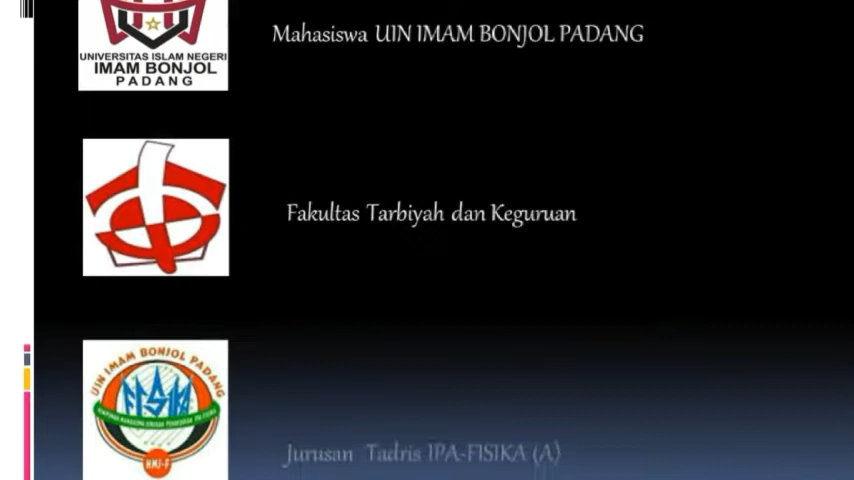 UNIVERSITAS ISLAM NEGERI
IMAM BONJOL
PADANG
Mahasiswa UIN IMAM BONJOL PADANG
Fakultas Tarbiyah dan Keguruan
UIN IMAM BONJOL PADANG
FISIKA
HMJ-F
Jurusan Tadris IPA-FISIKA (A)